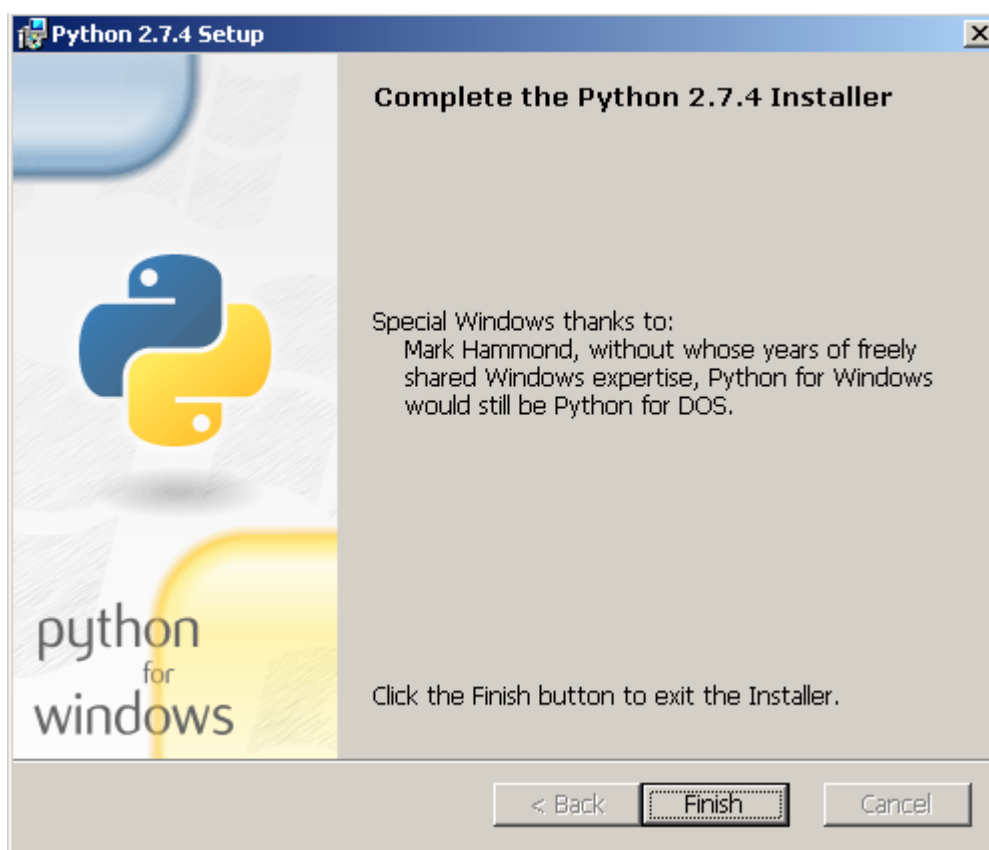 Python 2.7.4 Setup
Complete the Python 2.7.4 Installer
Special Windows thanks to:
Mark Hammond, without whose years of freely
shared Windows expertise, Python for Windows
would still be Python for DOS.
python
for
windows
Click the Finish button to exit the Installer.
< Back
Finish
Cancel